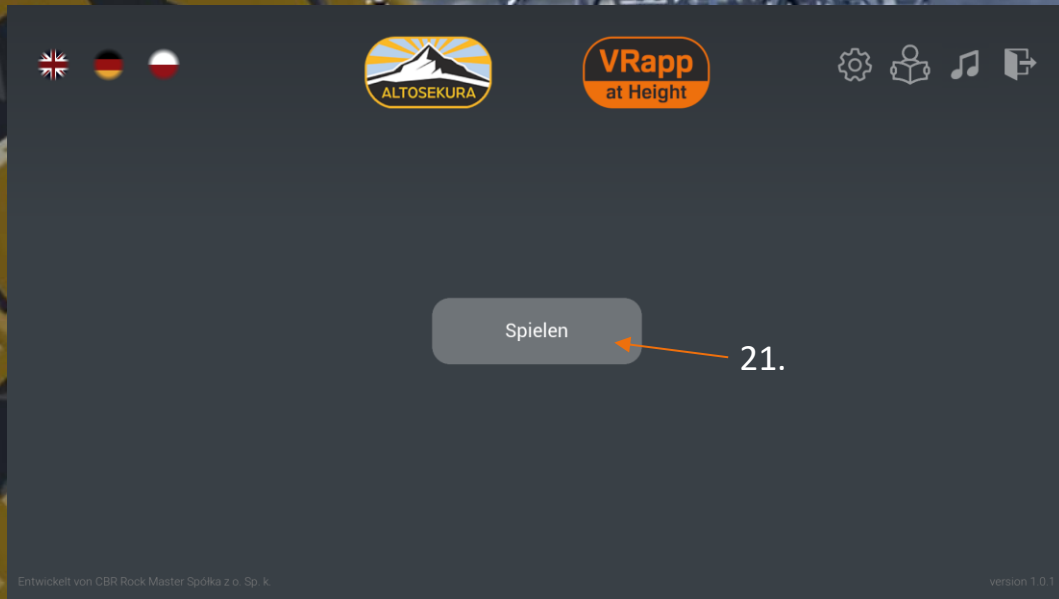 ALTOSEKURA
VRapp
at Height
Spielen
21.
Entwickelt von CBR Rock Master Spółka z o. Sp. k.
version 1.0.1